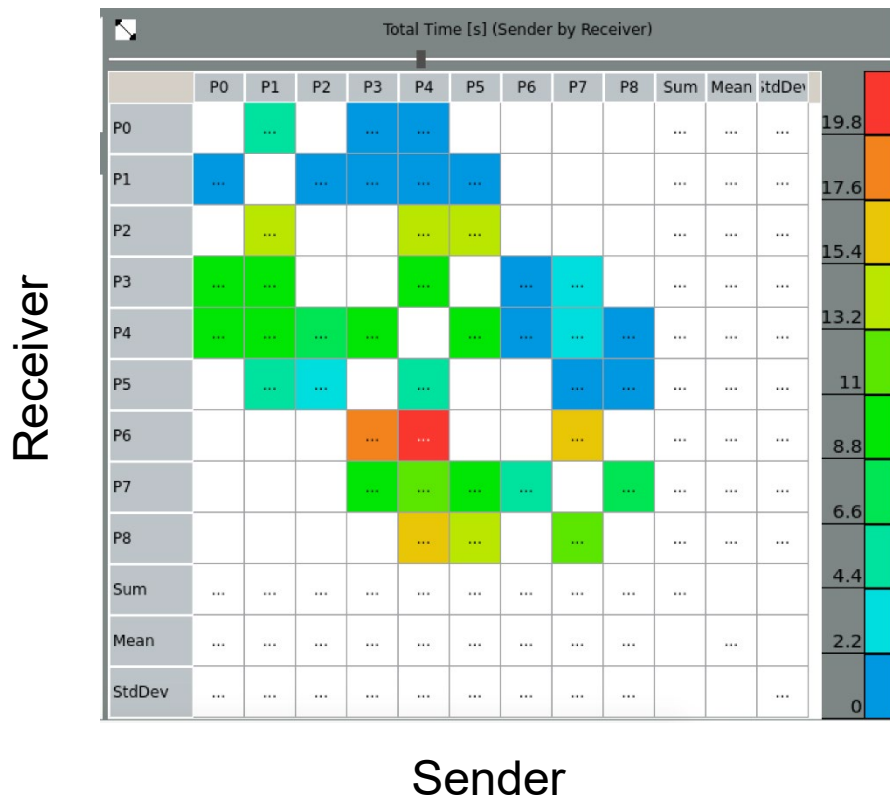 Total Time [s] (Sender by Receiver)
P0 P1 P2 P3 P4 P5 P6 P7 P8 Sum Mean
P0 ... ... ... ... ... ...
P1 ... ... ... ... ... ... ... ...
P2 ... ... ... ... ... ...
P3 ... ... ... ... ... ... ... ...
P4 ... ... ... ... ... ... ... ... ... ... ...
P5 ... ... ... ... ... ... ... ...
P6 ... ... ... ... ... ...
P7 ... ... ... ... ... ... ... ...
P8 ... ... ... ... ... ...
Sum ... ... ... ... ... ... ... ... ... ...
Mean ... ... ... ... ... ... ... ... ... ...
StdDev ... ... ... ... ... ... ... ... ... ...
19.8
17.6
15.4
13.2
11
8.8
6.6
4.4
2.2
0
Receiver
Sender